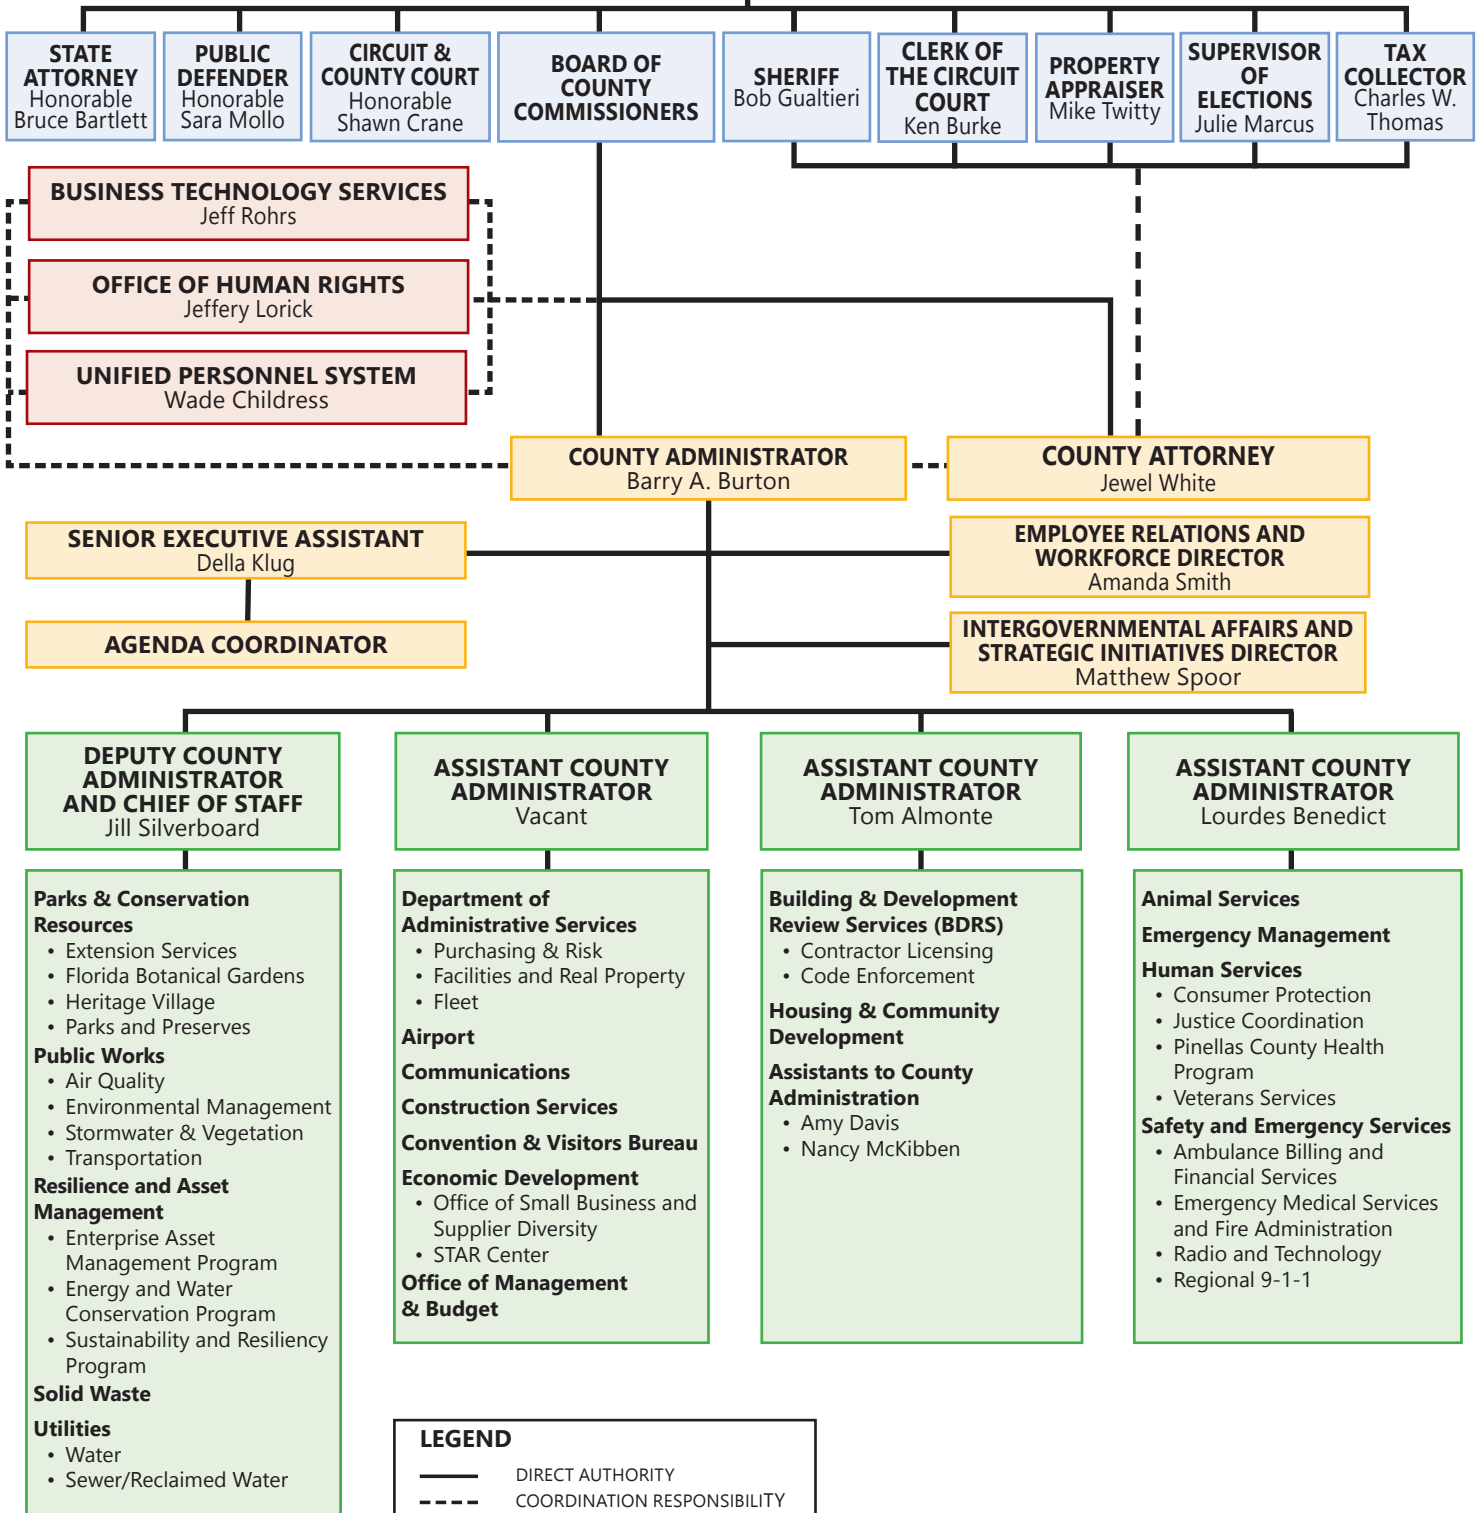 STATE
ATTORNEY
Honorable
Bruce Bartlett
PUBLIC
DEFENDER
Honorable
Sara Mollo
CIRCUIT &
COUNTY COURT
Honorable
Shawn Crane
BOARD OF
COUNTY
COMMISSIONERS
SHERIFF
Bob Gualtieri
CLERK OF
THE CIRCUIT
COURT
Ken Burke
PROPERTY
APPRAISER
Mike Twitty
SUPERVISOR
OF
ELECTIONS
Julie Marcus
TAX
COLLECTOR
Charles W.
Thomas
BUSINESS TECHNOLOGY SERVICES
Jeff Rohrs
OFFICE OF HUMAN RIGHTS
Jeffery Lorick
UNIFIED PERSONNEL SYSTEM
Wade Childress
COUNTY ADMINISTRATOR
Barry A. Burton
COUNTY ATTORNEY
Jewel White
SENIOR EXECUTIVE ASSISTANT
Della Klug
EMPLOYEE RELATIONS AND
WORKFORCE DIRECTOR
Amanda Smith
AGENDA COORDINATOR
INTERGOVERNMENTAL AFFAIRS AND
STRATEGIC INITIATIVES DIRECTOR
Matthew Spoor
DEPUTY COUNTY
ADMINISTRATOR
AND CHIEF OF STAFF
Jill Silverboard
ASSISTANT COUNTY
ADMINISTRATOR
Vacant
ASSISTANT COUNTY
ADMINISTRATOR
Tom Almonte
ASSISTANT COUNTY
ADMINISTRATOR
Lourdes Benedict
Parks & Conservation
Resources
• Extension Services
• Florida Botanical Gardens
• Heritage Village
• Parks and Preserves
Public Works
• Air Quality
• Environmental Management
• Stormwater & Vegetation
• Transportation
Resilience and Asset
Management
• Enterprise Asset
Management Program
• Energy and Water
Conservation Program
• Sustainability and Resiliency
Program
Solid Waste
Utilities
• Water
• Sewer/Reclaimed Water
Department of
Administrative Services
• Purchasing & Risk
• Facilities and Real Property
• Fleet
Airport
Communications
Construction Services
Convention & Visitors Bureau
Economic Development
• Office of Small Business and
Supplier Diversity
• STAR Center
Office of Management
& Budget
Building & Development
Review Services (BDRS)
• Contractor Licensing
• Code Enforcement
Housing & Community
Development
Assistants to County
Administration
• Amy Davis
• Nancy McKibben
Animal Services
Emergency Management
Human Services
• Consumer Protection
• Justice Coordination
• Pinellas County Health
Program
• Veterans Services
Safety and Emergency Services
• Ambulance Billing and
Financial Services
• Emergency Medical Services
and Fire Administration
• Radio and Technology
• Regional 9-1-1
LEGEND
DIRECT AUTHORITY
COORDINATION RESPONSIBILITY